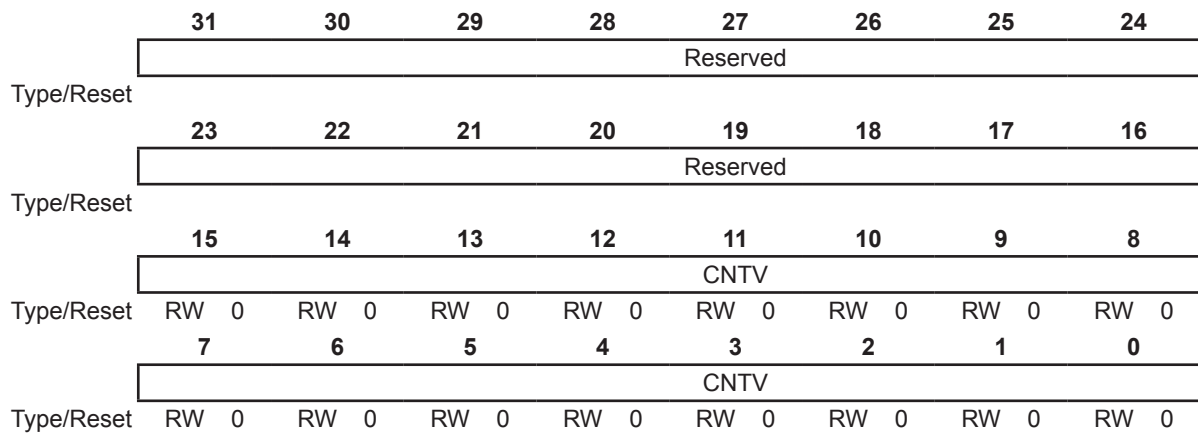 31 30 29 28 27 26 25 24
Reserved
Type/Reset
23 22 21 20 19 18 17 16
Reserved
Type/Reset
15 14 13 12 11 10 9 8
CNTV
Type/Reset RW 0 RW 0 RW 0 RW 0 RW 0 RW 0 RW 0 RW 0
7 6 5 4 3 2 1 0
CNTV
Type/Reset RW 0 RW 0 RW 0 RW 0 RW 0 RW 0 RW 0 RW 0